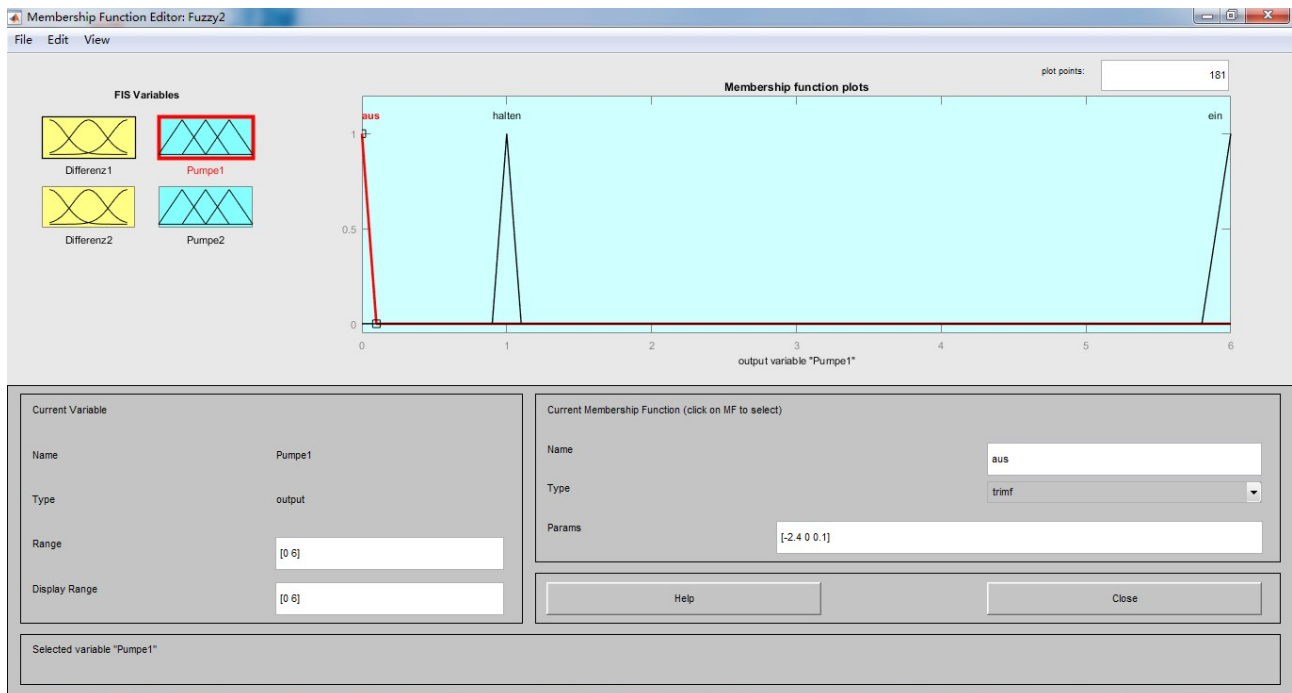 Membership Function Editor: Fuzzy2
File Edit View
plot points: 181
FIS Variables
Membership function plots
Differenz1
Pumpe1
Differenz2
Pumpe2
aus
halten
ein
1
0.5
0
0 1 2 3 4 5 6
output variable "Pumpe1"
Current Variable
Name Pumpe1
Type output
Range [0 6]
Display Range [0 6]
Current Membership Function (click on MF to select)
Name aus
Type trimf
Params [-2.4 0 0.1]
Help Close
Selected variable "Pumpe1"